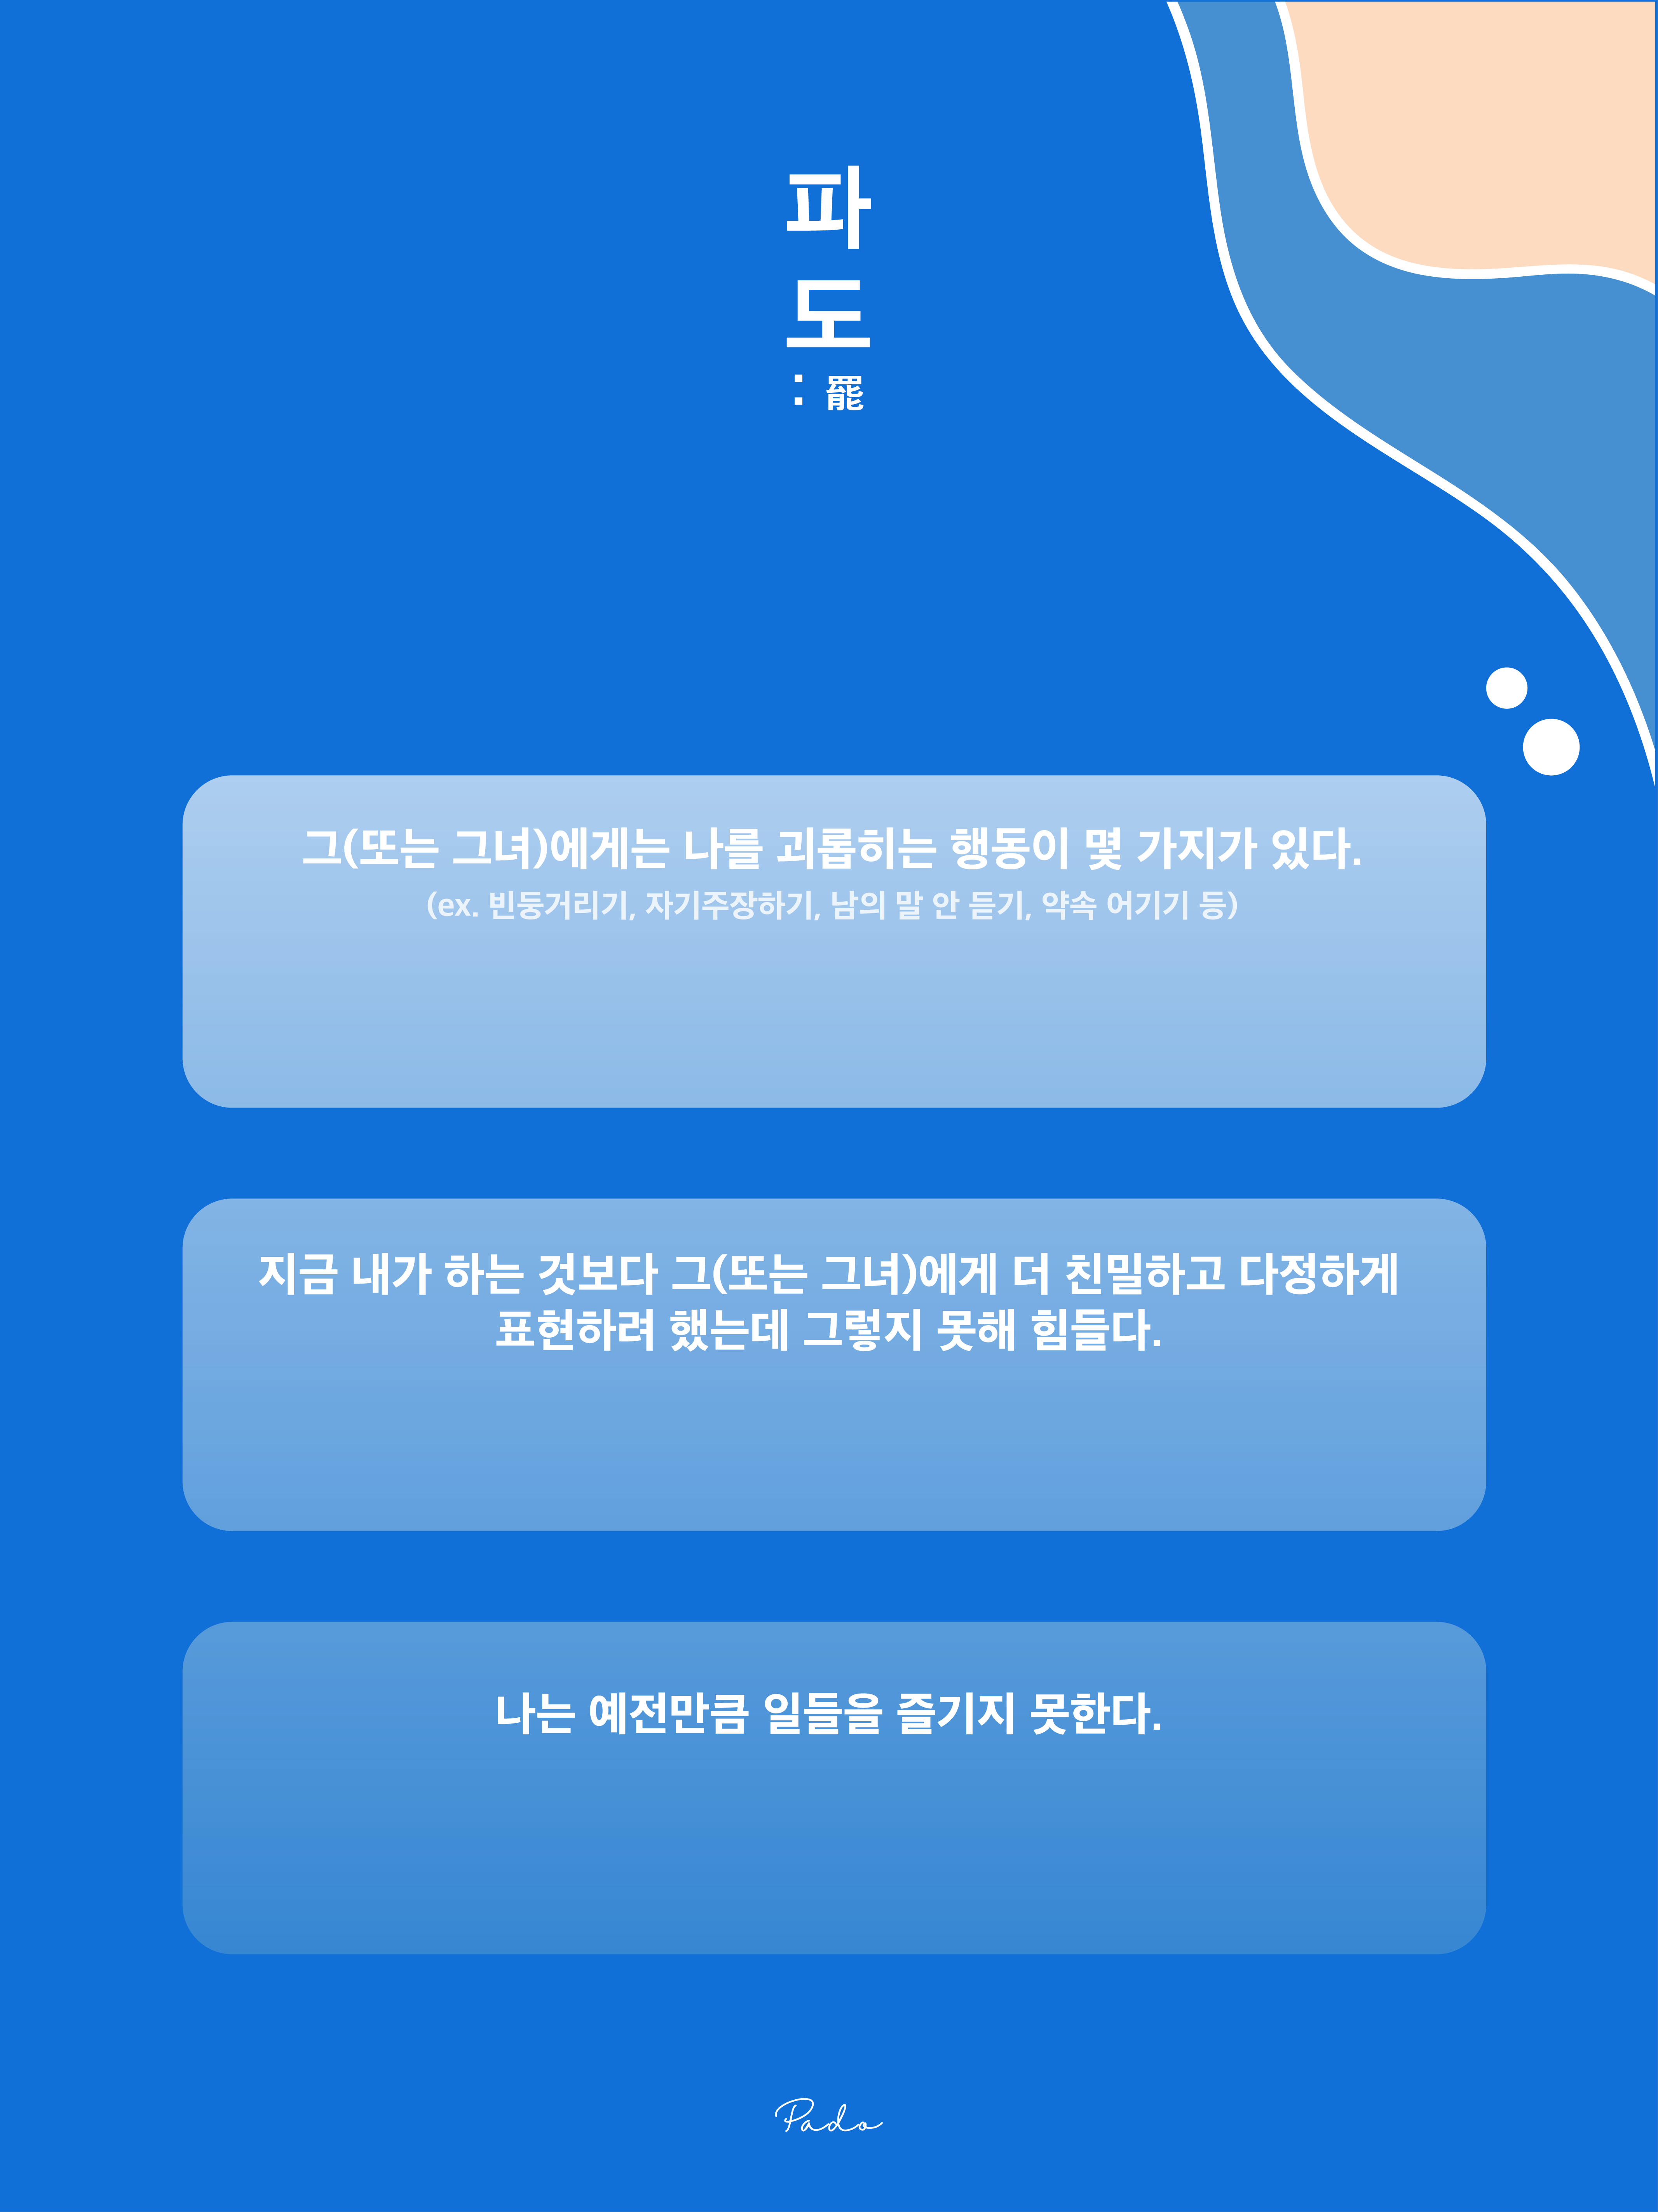 파
도
: 罷
그(또는 그녀)에게는 나를 괴롭히는 행동이 몇 가지가 있다.
(ex. 빈둥거리기, 자기주장하기, 남의 말 안 듣기, 약속 어기기 등)
지금 내가 하는 것보다 그(또는 그녀)에게 더 친밀하고 다정하게
표현하려 했는데 그렇지 못해 힘들다.
나는 예전만큼 일들을 즐기지 못한다.
Pado